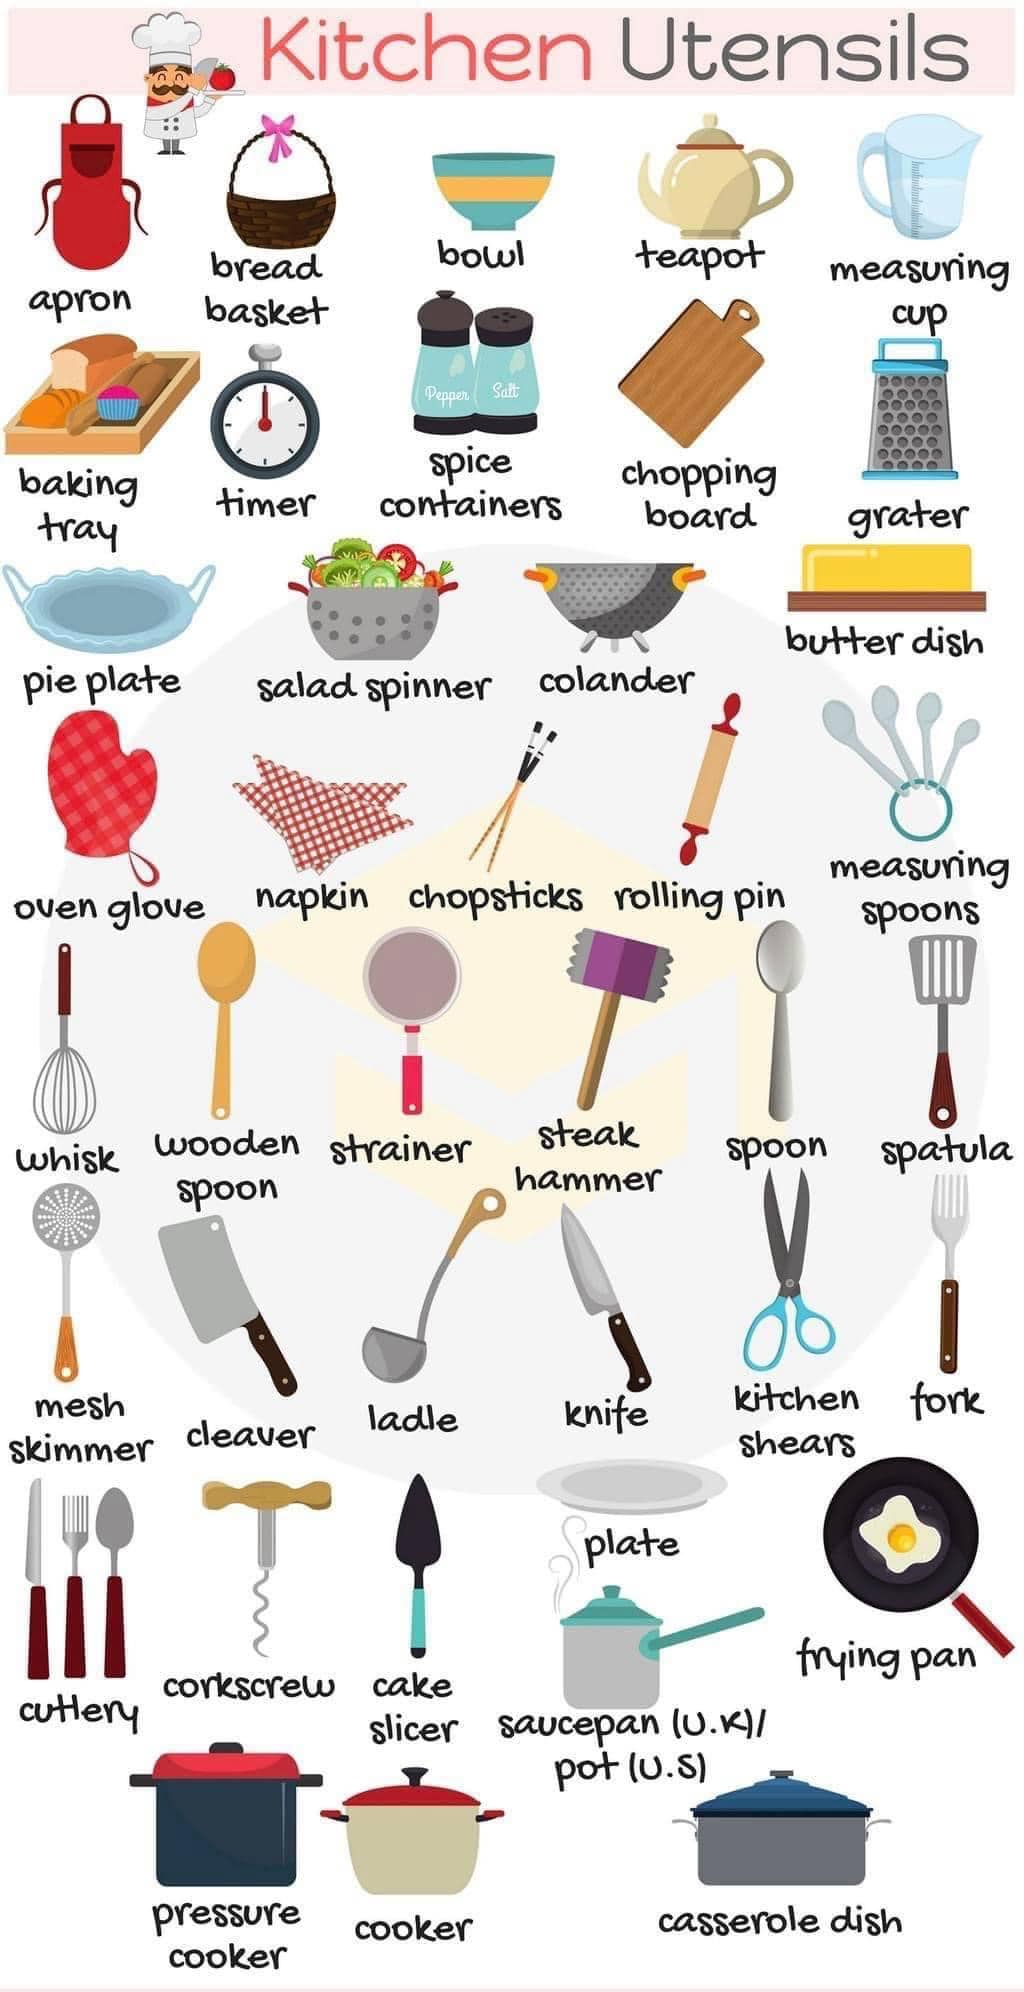 Kitchen Utensils
apron
bread
basket
bowl
teapot
measuring
cup
baking
tray
timer
Pepper
Salt
spice
containers
chopping
board
grater
pie plate
salad spinner
colander
butter dish
oven glove
napkin
chopsticks
rolling pin
measuring
spoons
whisk
wooden
spoon
strainer
steak
hammer
spoon
spatula
mesh
skimmer
cleaver
ladle
knife
kitchen
shears
fork
cutlery
corkscrew
cake
slicer
plate
saucepan (U.K)/
pot (U.S)
frying pan
pressure
cooker
cooker
casserole dish